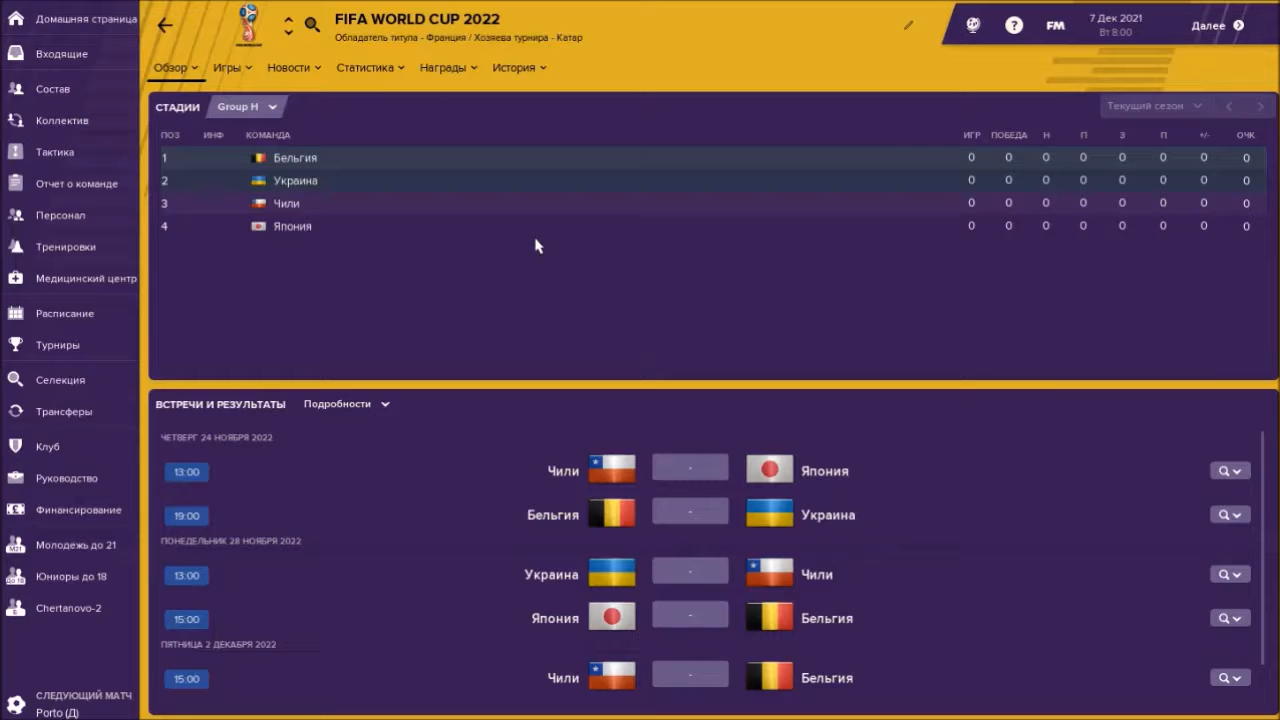 Домашняя страница
Входящие
Состав
Коллектив
Тактика
Отчет о команде
Персонал
Тренировки
Медицинский центр
Расписание
Турниры
Селекция
Трансферы
Клуб
Руководство
Финансирование
Молодежь до 21
Юниоры до 18
Chertanovo-2
СЛЕДУЮЩИЙ МАТЧ
Porto (Д)
FIFA WORLD CUP 2022
Обладатель титула - Франция / Хозяева турнира - Катар
FM
7 Дек 2021
Вт 8:00
Далее
Обзор Игры Новости Статистика Награды История
СТАДИИ Group H Текущий сезон
ПОЗ ИНФ КОМАНДА ИГР ПОБЕДА Н П З П +/- ОЧК
1 Бельгия 0 0 0 0 0 0 0 0
2 Украина 0 0 0 0 0 0 0 0
3 Чили 0 0 0 0 0 0 0 0
4 Япония 0 0 0 0 0 0 0 0
ВСТРЕЧИ И РЕЗУЛЬТАТЫ Подробности
ЧЕТВЕРГ 24 НОЯБРЯ 2022
13:00 Чили - Япония
19:00 Бельгия - Украина
ПОНЕДЕЛЬНИК 28 НОЯБРЯ 2022
13:00 Украина - Чили
15:00 Япония - Бельгия
ПЯТНИЦА 2 ДЕКАБРЯ 2022
15:00 Чили - Бельгия